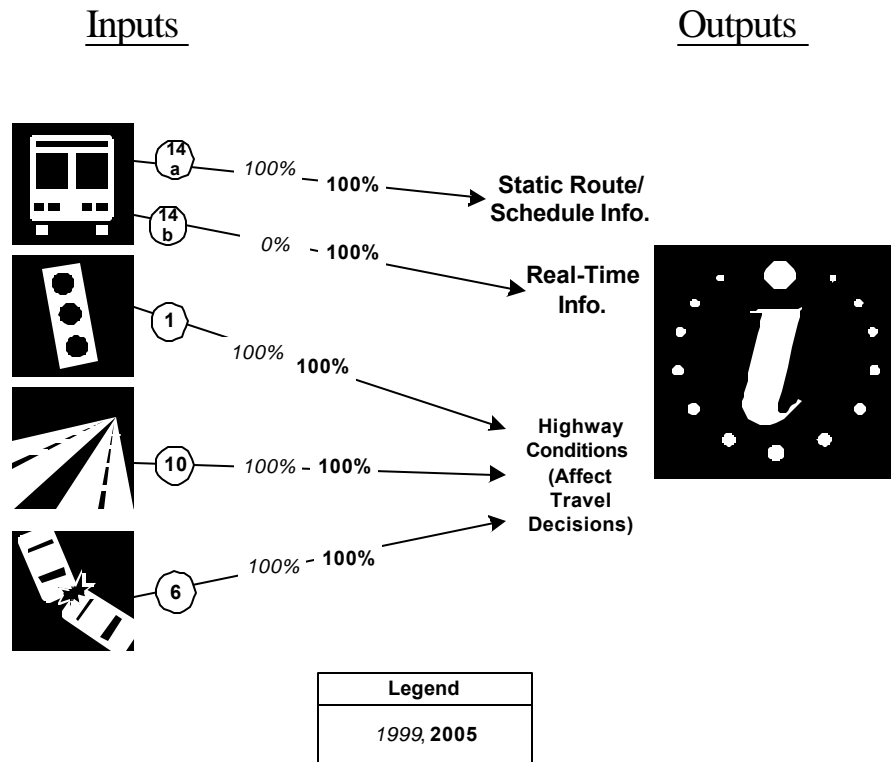 Inputs
Outputs
14
a
100% 100%
Static Route/
Schedule Info.
14
b
0% 100%
Real-Time
Info.
1
100% 100%
Highway
Conditions
(Affect
Travel
Decisions)
10
100% 100%
6
100% 100%
i
Legend
1999, 2005